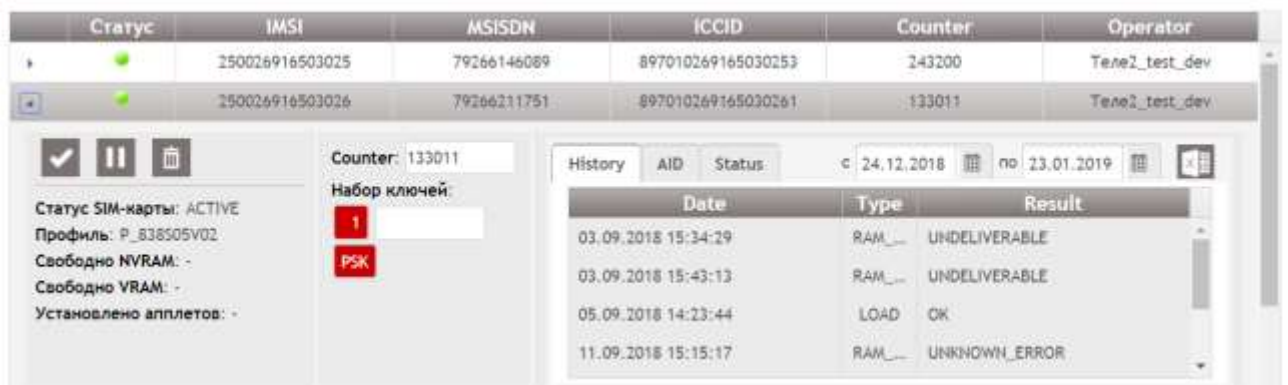 Статус IMSI MSISDN ICCID Counter Operator
250026916503025 79266146089 897010269165030253 243200 Теле2_test_dev
250026916503026 79266211751 897010269165030261 133011 Теле2_test_dev
Counter: 133011
Набор ключей:
1
PSK
Статус SIM-карты: ACTIVE
Профиль: P_838S05V02
Свободно NVRAM: -
Свободно VRAM: -
Установлено апплетов: -
History AID Status с 24.12.2018 по 23.01.2019
Date Type Result
03.09.2018 15:34:29 RAM_... UNDELIVERABLE
03.09.2018 15:43:13 RAM_... UNDELIVERABLE
05.09.2018 14:23:44 LOAD OK
11.09.2018 15:15:17 RAM_... UNKNOWN_ERROR